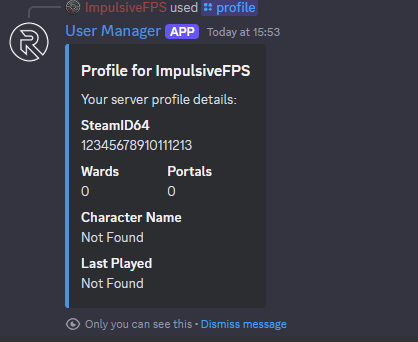 ImpulsiveFPS used profile
User Manager APP Today at 15:53
Profile for ImpulsiveFPS
Your server profile details:
SteamID64
12345678910111213
Wards Portals
0 0
Character Name
Not Found
Last Played
Not Found
Only you can see this • Dismiss message